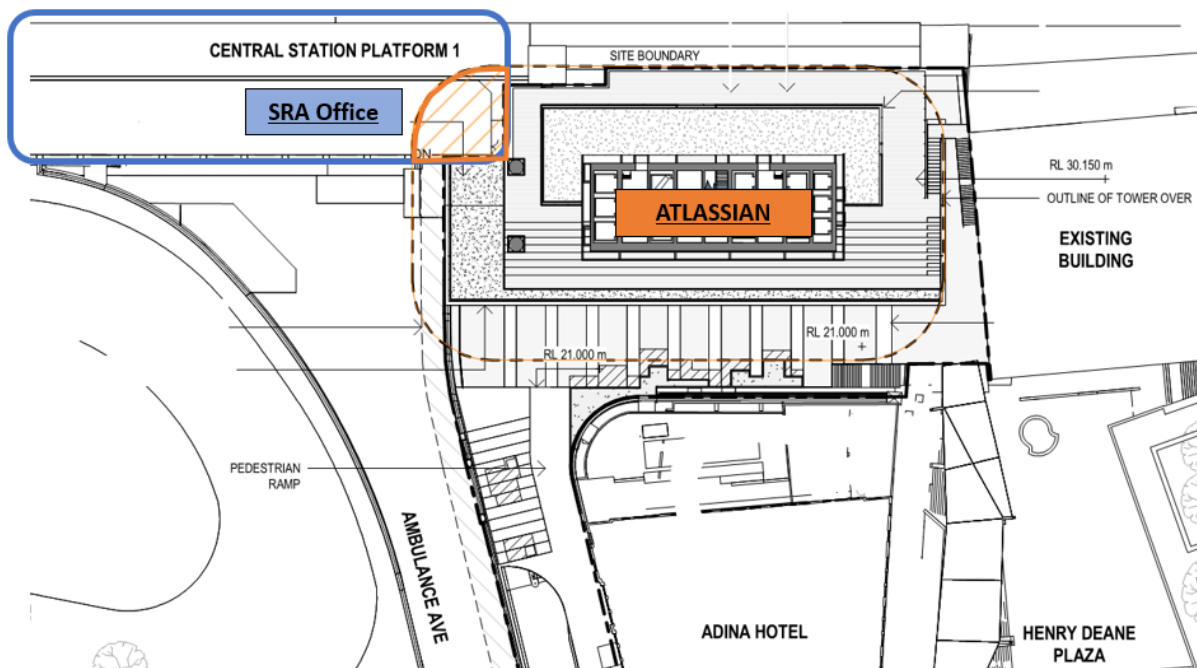 CENTRAL STATION PLATFORM 1
SITE BOUNDARY
SRA Office
DN
RL 30.150 m
ATLASSIAN
OUTLINE OF TOWER OVER
EXISTING
BUILDING
RL 21.000 m
RL 21.000 m
PEDESTRIAN
RAMP
AMBULANCE AVE
ADINA HOTEL
HENRY DEANE
PLAZA